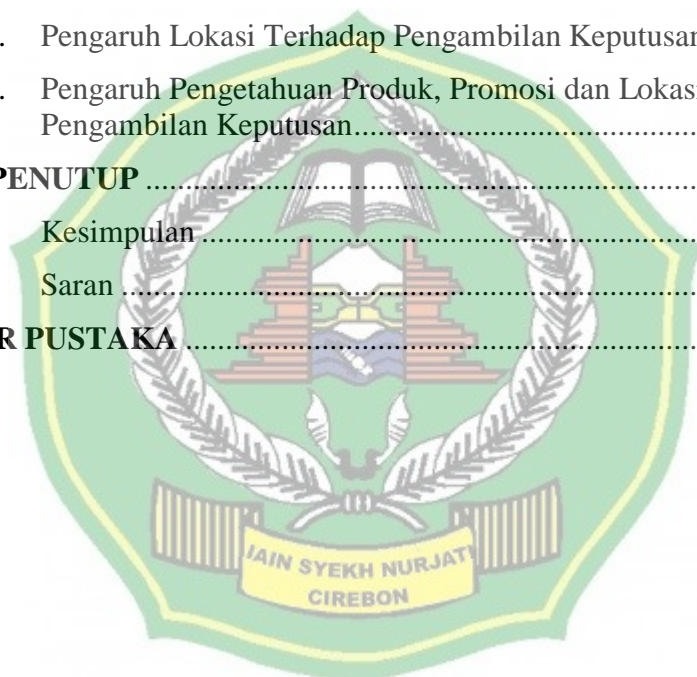 . Pengaruh Lokasi Terhadap Pengambilan Keputusan
. Pengaruh Pengetahuan Produk, Promosi dan Lokasi
Pengambilan Keputusan........................
PENUTUP ........................
Kesimpulan ........................
Saran ........................
R PUSTAKA ........................
IAIN SYEKH NURJATI
CIREBON